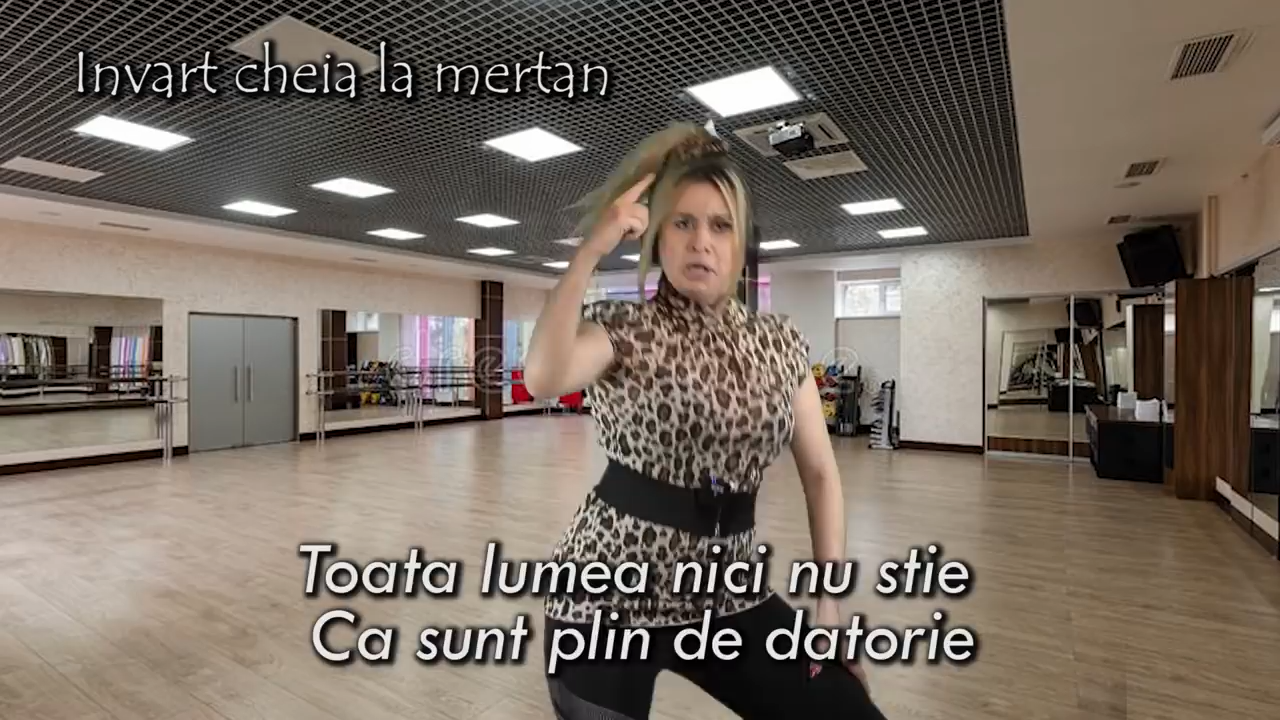 Invart cheia la mertan
Toata lumea nici nu stie
Ca sunt plin de datorie